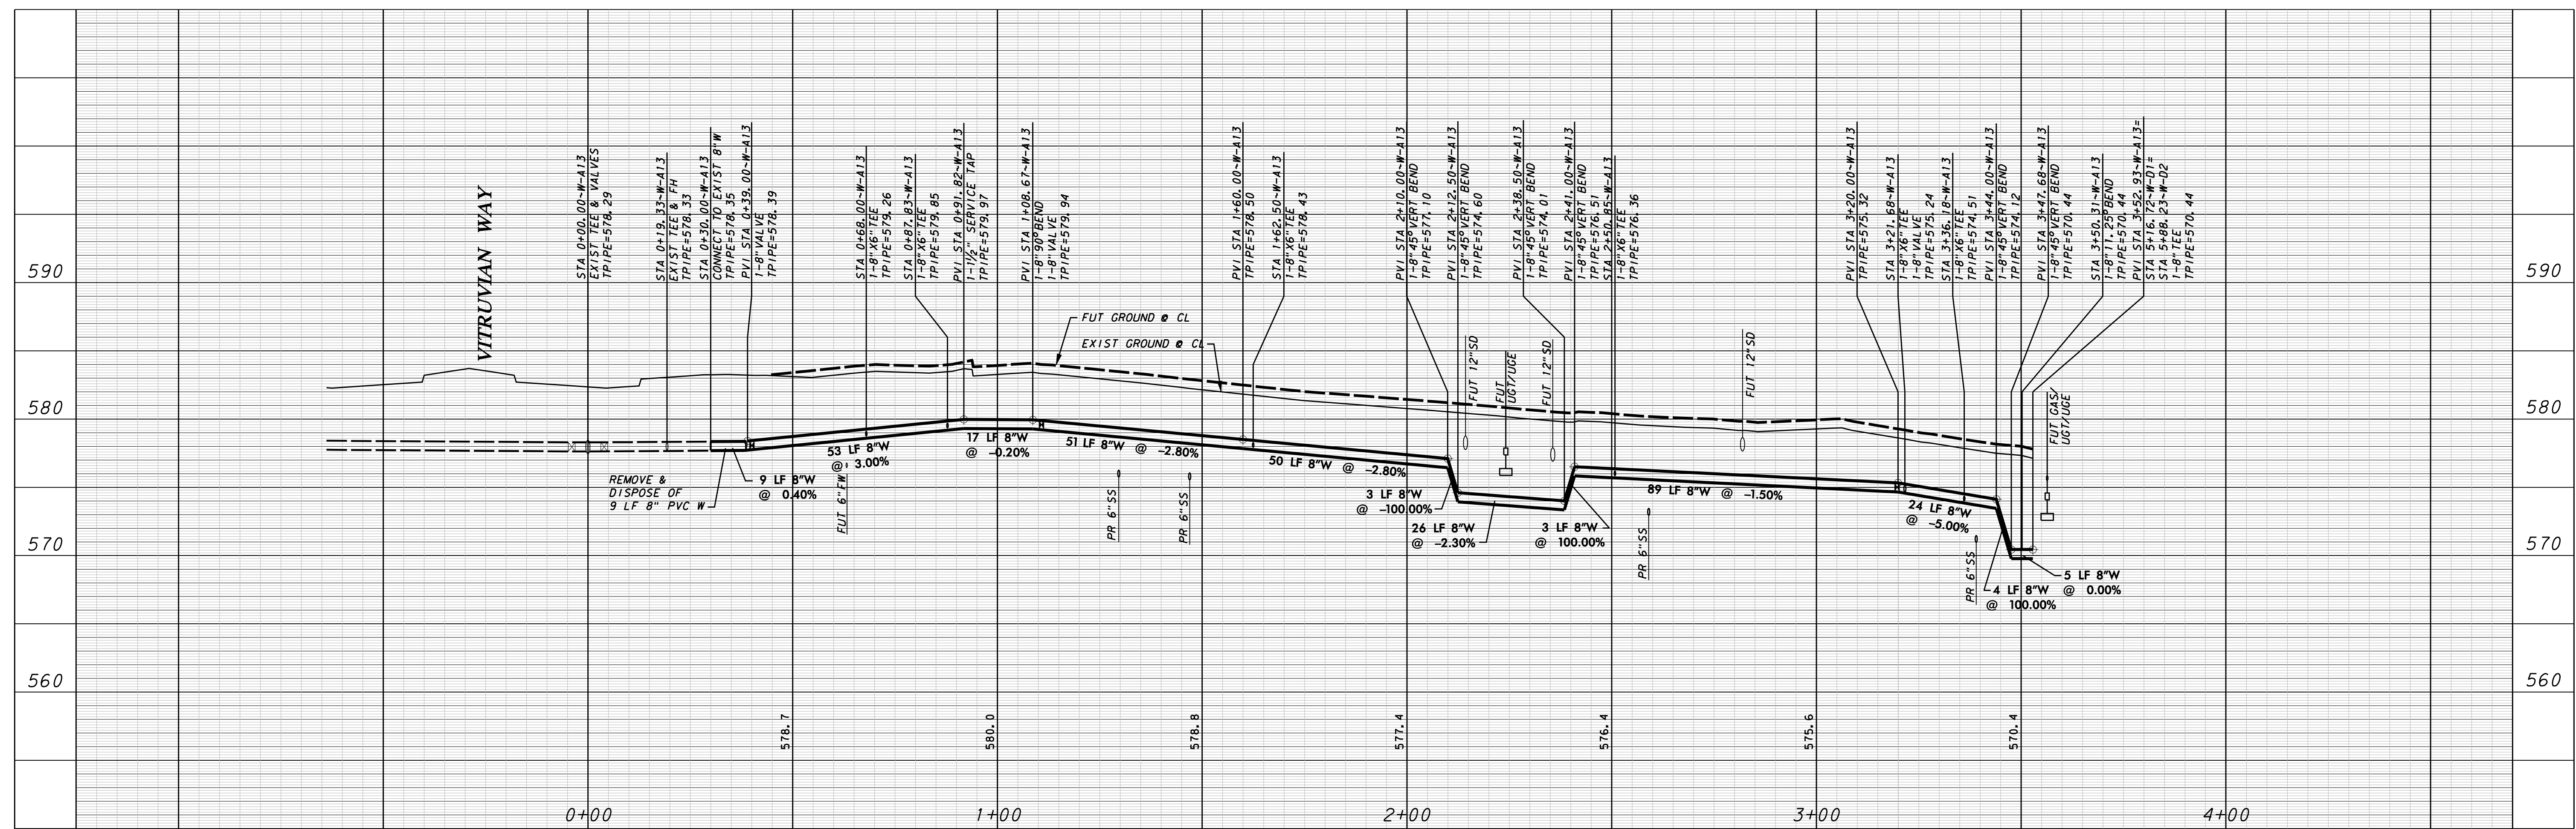 VITRUVIAN WAY
STA 0+00.00~W-A13
EXIST TEE & VALVES
TPIPE=578.29
STA 0+19.33~W-A13
EXIST TEE & FH
TPIPE=578.33
STA 0+30.00~W-A13
CONNECT TO EXIST 8"W
TPIPE=578.35
PVI STA 0+39.00~W-A13
1-8"VALVE
TPIPE=578.39
STA 0+68.00~W-A13
1-8"X6"TEE
TPIPE=579.26
STA 0+87.83~W-A13
1-8"X6"TEE
TPIPE=579.85
PVI STA 0+91.82~W-A13
1-1½" SERVICE TAP
TPIPE=579.97
PVI STA 1+08.67~W-A13
1-8"90°BEND
1-8"VALVE
TPIPE=579.94
PVI STA 1+60.00~W-A13
TPIPE=578.50
STA 1+62.50~W-A13
1-8"X6"TEE
TPIPE=578.43
PVI STA 2+10.00~W-A13
1-8"45°VERT BEND
TPIPE=577.10
PVI STA 2+12.50~W-A13
1-8"45°VERT BEND
TPIPE=574.60
PVI STA 2+38.50~W-A13
1-8"45°VERT BEND
TPIPE=574.01
PVI STA 2+41.00~W-A13
1-8"45°VERT BEND
TPIPE=576.51
STA 2+50.85~W-A13
1-8"X6"TEE
TPIPE=576.36
PVI STA 3+20.00~W-A13
TPIPE=575.32
STA 3+21.68~W-A13
1-8"X6"TEE
1-8"VALVE
TPIPE=575.24
STA 3+36.18~W-A13
1-8"X6"TEE
TPIPE=574.51
PVI STA 3+44.00~W-A13
1-8"45°VERT BEND
TPIPE=574.12
PVI STA 3+47.68~W-A13
1-8"45°VERT BEND
TPIPE=570.44
STA 3+50.31~W-A13
1-8"11.25°BEND
TPIPE=570.44
PVI STA 3+52.93~W-A13=
STA 5+16.72~W-D1=
STA 5+88.23~W-D2
1-8"TEE
TPIPE=570.44
590
590
FUT GROUND @ CL
EXIST GROUND @ CL
FUT 12"SD
FUT
UGT/UGE
FUT 12"SD
FUT 12"SD
FUT GAS/
UGT/UGE
580
580
REMOVE &
DISPOSE OF
9 LF 8" PVC W
9 LF 8"W
@ 0.40%
53 LF 8"W
@ 3.00%
FUT 6"FW
17 LF 8"W
@ -0.20%
51 LF 8"W @ -2.80%
PR 6"SS
PR 6"SS
50 LF 8"W @ -2.80%
3 LF 8"W
@ -100.00%
26 LF 8"W
@ -2.30%
3 LF 8"W
@ 100.00%
PR 6"SS
89 LF 8"W @ -1.50%
24 LF 8"W
@ -5.00%
PR 6"SS
4 LF 8"W
@ 100.00%
5 LF 8"W
@ 0.00%
570
570
560
560
578.7
580.0
578.8
577.4
576.4
575.6
570.4
0+00
1+00
2+00
3+00
4+00